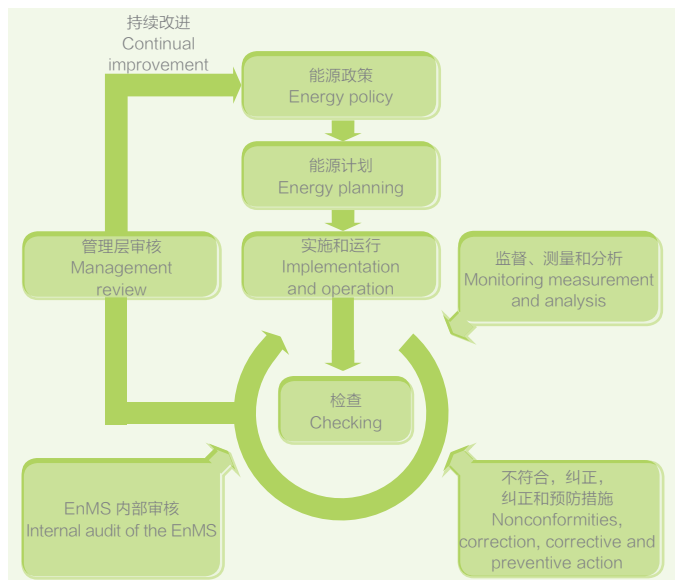 持续改进
Continual
improvement
能源政策
Energy policy
能源计划
Energy planning
管理层审核
Management
review
实施和运行
Implementation
and operation
监督、测量和分析
Monitoring measurement
and analysis
检查
Checking
EnMS 内部审核
Internal audit of the EnMS
不符合，纠正，
纠正和预防措施
Nonconformities,
correction, corrective and
preventive action